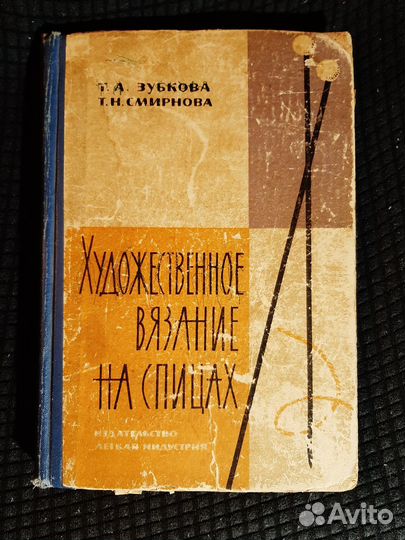 Т. А. ЗУБКОВА
Т. Н. СМИРНОВА
ХУДОЖЕСТВЕННОЕ
ВЯЗАНИЕ
НА СПИЦАХ
ИЗДАТЕЛЬСТВО
ЛЕГКАЯ ИНДУСТРИЯ
Avito